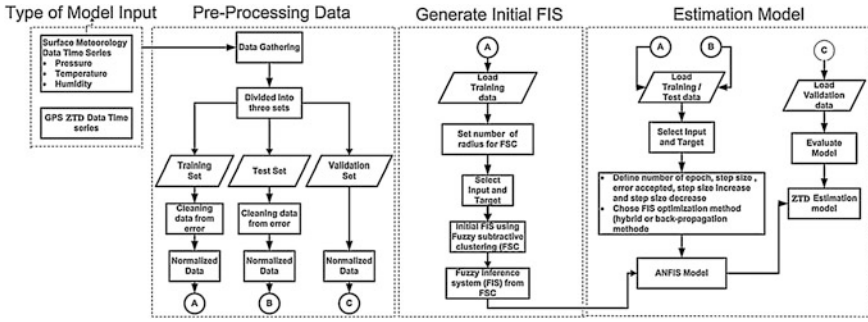 Type of Model Input
Surface Meteorology
Data Time Series
• Pressure
• Temperature
• Humidity
GPS ZTD Data Time
series
Pre-Processing Data
Data Gathering
Divided into
three sets
Training
Set
Test Set
Validation
Set
Cleaning
data from
error
Cleaning data
from error
Normalized
Data
Normalized
Data
Normalized
Data
A
B
C
Generate Initial FIS
A
Load
Training
data
Set number of
radius for FSC
Select
Input and
Target
Initial FIS using
Fuzzy subtractive
clustering (FSC
Fuzzy inference
system (FIS) from
FSC
Estimation Model
A
B
Load
Training /
Test data
Select Input
and Target
• Define number of epoch, step size ,
error accepted, step size increase
and step size decrease
• Chose FIS optimization method
(hybrid or back-propagation
methode
ANFIS Model
C
Load
Validation
data
Evaluate
Model
ZTD Estimation
model